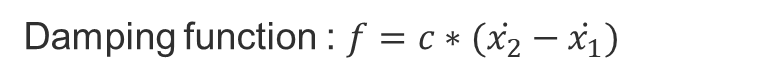 Damping function : 𝑓 = 𝑐 ∗ (𝑥̇₂ − 𝑥̇₁)